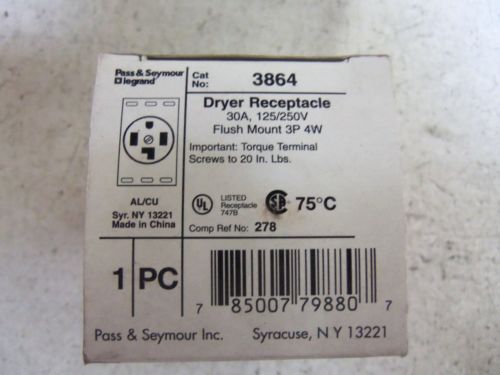 Pass & Seymour
legrand
Cat No: 3864
Dryer Receptacle
30A, 125/250V
Flush Mount 3P 4W
Important: Torque Terminal
Screws to 20 In. Lbs.
AL/CU
Syr. NY 13221
Made in China
UL
LISTED
Receptacle
747B
SA 75°C
Comp Ref No: 278
1 PC
7 85007 79880 7
Pass & Seymour Inc. Syracuse, N Y 13221